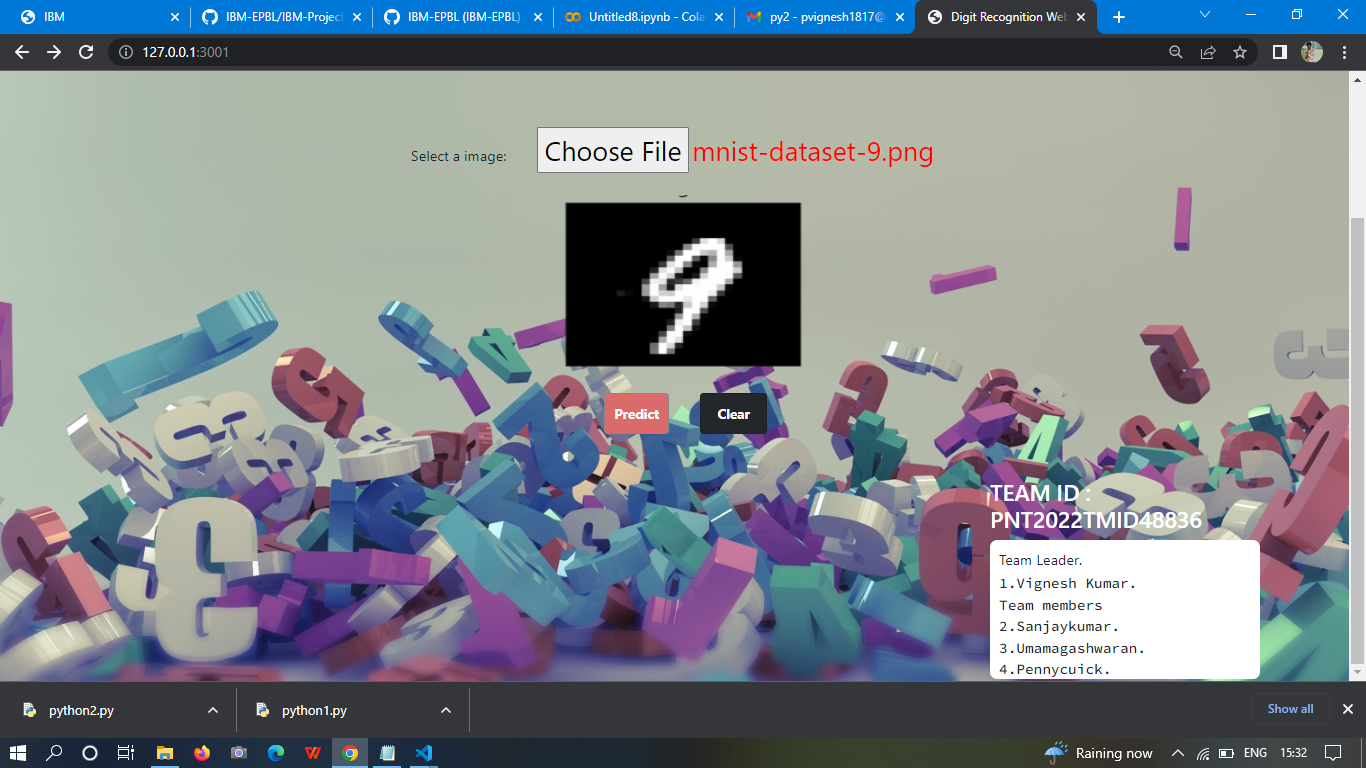 IBM
IBM-EPBL/IBM-Project
IBM-EPBL (IBM-EPBL)
Untitled8.ipynb - Cola
py2 - pvignesh1817@
Digit Recognition Web
127.0.0.1:3001
Select a image:
Choose File mnist-dataset-9.png
9
Predict
Clear
TEAM ID :
PNT2022TMID48836
Team Leader.
1.Vignesh Kumar.
Team members
2.Sanjaykumar.
3.Umamagashwaran.
4.Pennycuick.
python2.py
python1.py
Show all
Raining now
ENG
15:32